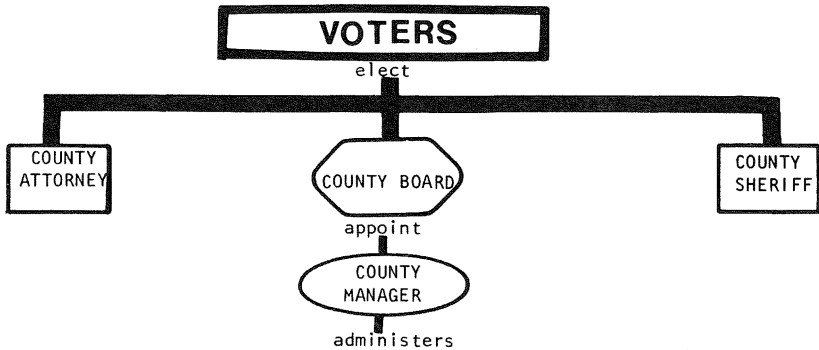 VOTERS
elect
COUNTY
ATTORNEY
COUNTY BOARD
COUNTY
SHERIFF
appoint
COUNTY
MANAGER
administers